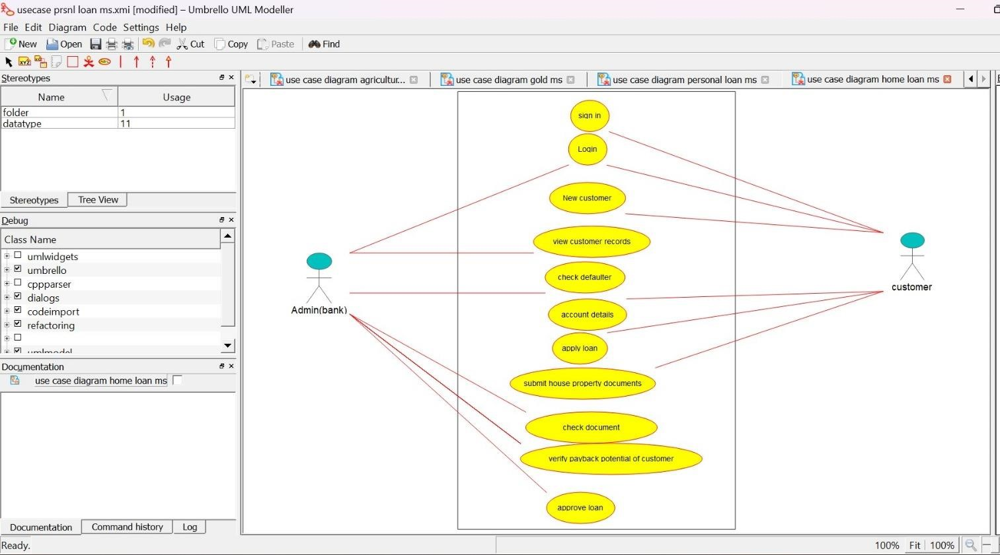 usecase prsnl loan ms.xmi [modified] – Umbrello UML Modeller
File Edit Diagram Code Settings Help
New Open Cut Copy Paste Find
Stereotypes
Name Usage
folder 1
datatype 11
Stereotypes Tree View
Debug
Class Name
umlwidgets
umbrello
cppparser
dialogs
codeimport
refactoring
umlmodel
Documentation
use case diagram home loan ms
Documentation Command history Log
Ready.
use case diagram agricultur... use case diagram gold ms use case diagram personal loan ms use case diagram home loan ms
sign in
Login
New customer
view customer records
check defaulter
account details
apply loan
submit house property documents
check document
verify payback potential of customer
approve loan
Admin(bank)
customer
100% Fit 100%